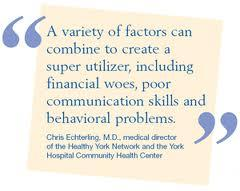 “
A variety of factors can
combine to create a
super utilizer, including
financial woes, poor
communication skills and
behavioral problems.
Chris Echterling, M.D., medical director
of the Healthy York Network and the York
Hospital Community Health Center
”